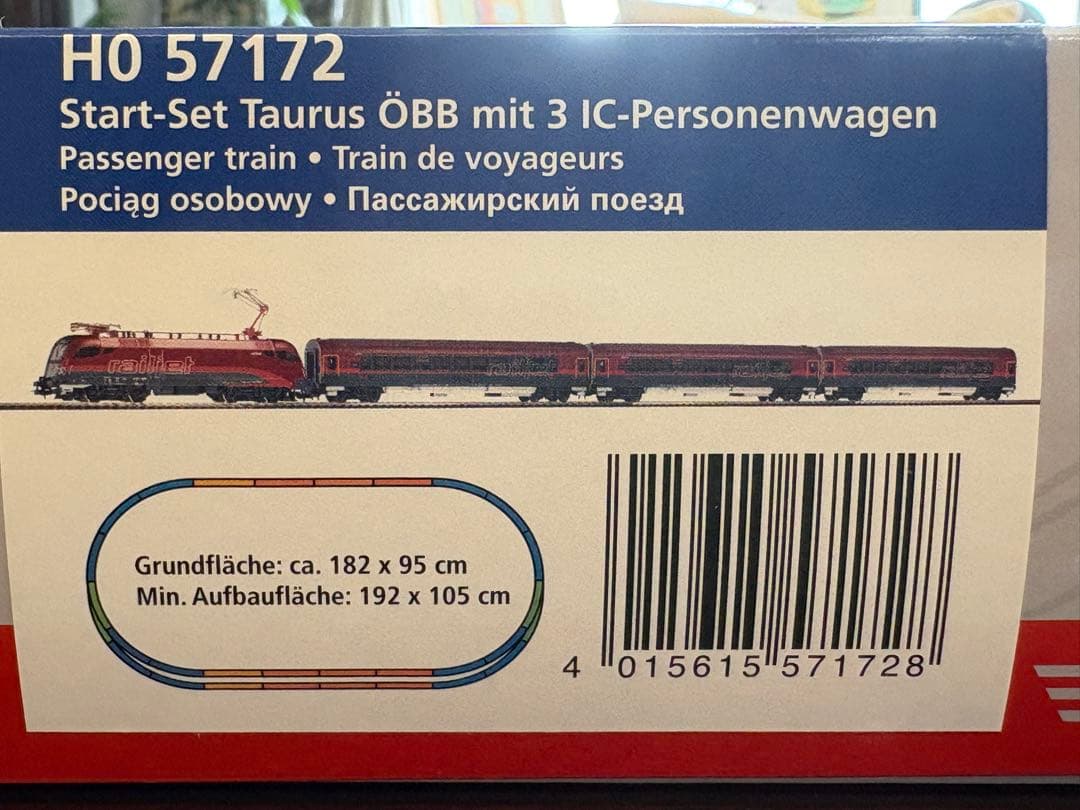 H0 57172
Start-Set Taurus ÖBB mit 3 IC-Personenwagen
Passenger train • Train de voyageurs
Pociąg osobowy • Пассажирский поезд
railjet
Grundfläche: ca. 182 x 95 cm
Min. Aufbaufläche: 192 x 105 cm
4 015615 571728